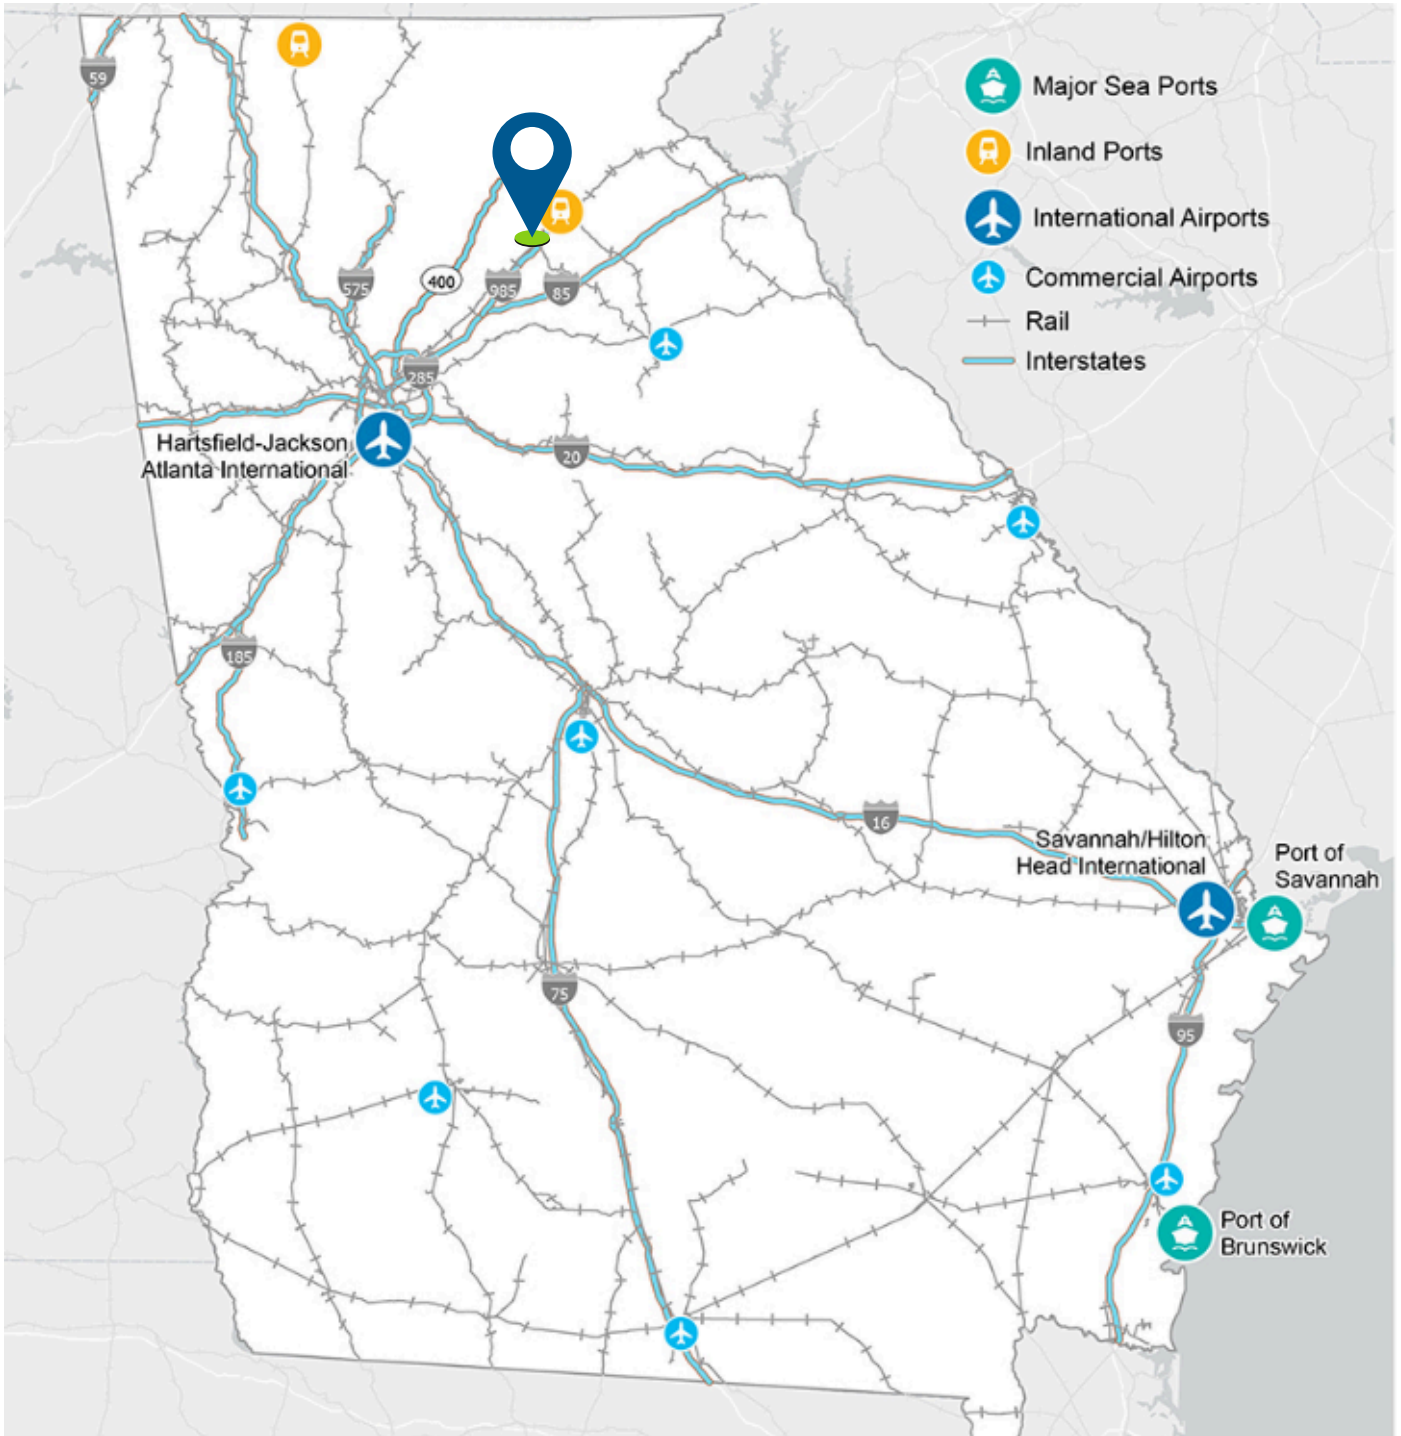 59
Major Sea Ports
Inland Ports
International Airports
Commercial Airports
Rail
Interstates
575
400
985
85
285
Hartsfield-Jackson
Atlanta International
20
185
16
Savannah/Hilton
Head International
Port of
Savannah
75
95
Port of
Brunswick